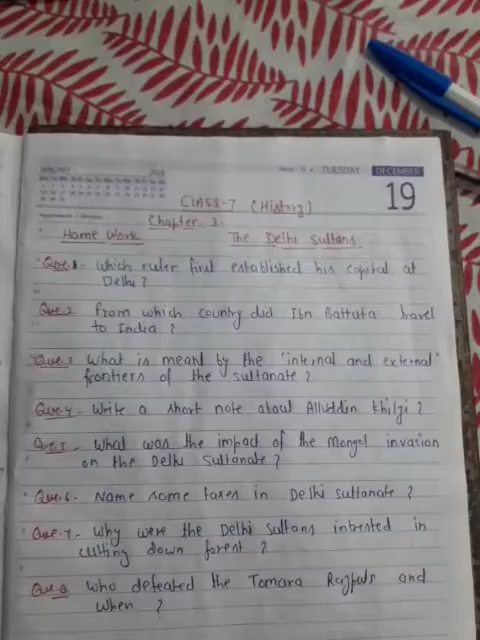 JANUARY 2018
TUESDAY DECEMBER
19
CLASS-7 (History)
Appointments / Meetings
Chapter-3.
Home Work The Delhi Sultans
Que.1- Which ruler first established his capital at
Delhi ?
Que.2 From which country did Ibn Battuta travel
to India ?
Que.3 What is meant by the 'internal and external'
frontiers of the sultanate ?
Que.4- Write a short note about Alluddin Khilji ?
Que.5- What was the impact of the Mongol invasion
on the Delhi Sultanate ?
Que.6- Name some taxes in Delhi sultanate ?
Que.7- Why were the Delhi sultans intrested in
cutting down forest ?
Que.8 Who defeated the Tomara Rajputs and
when ?